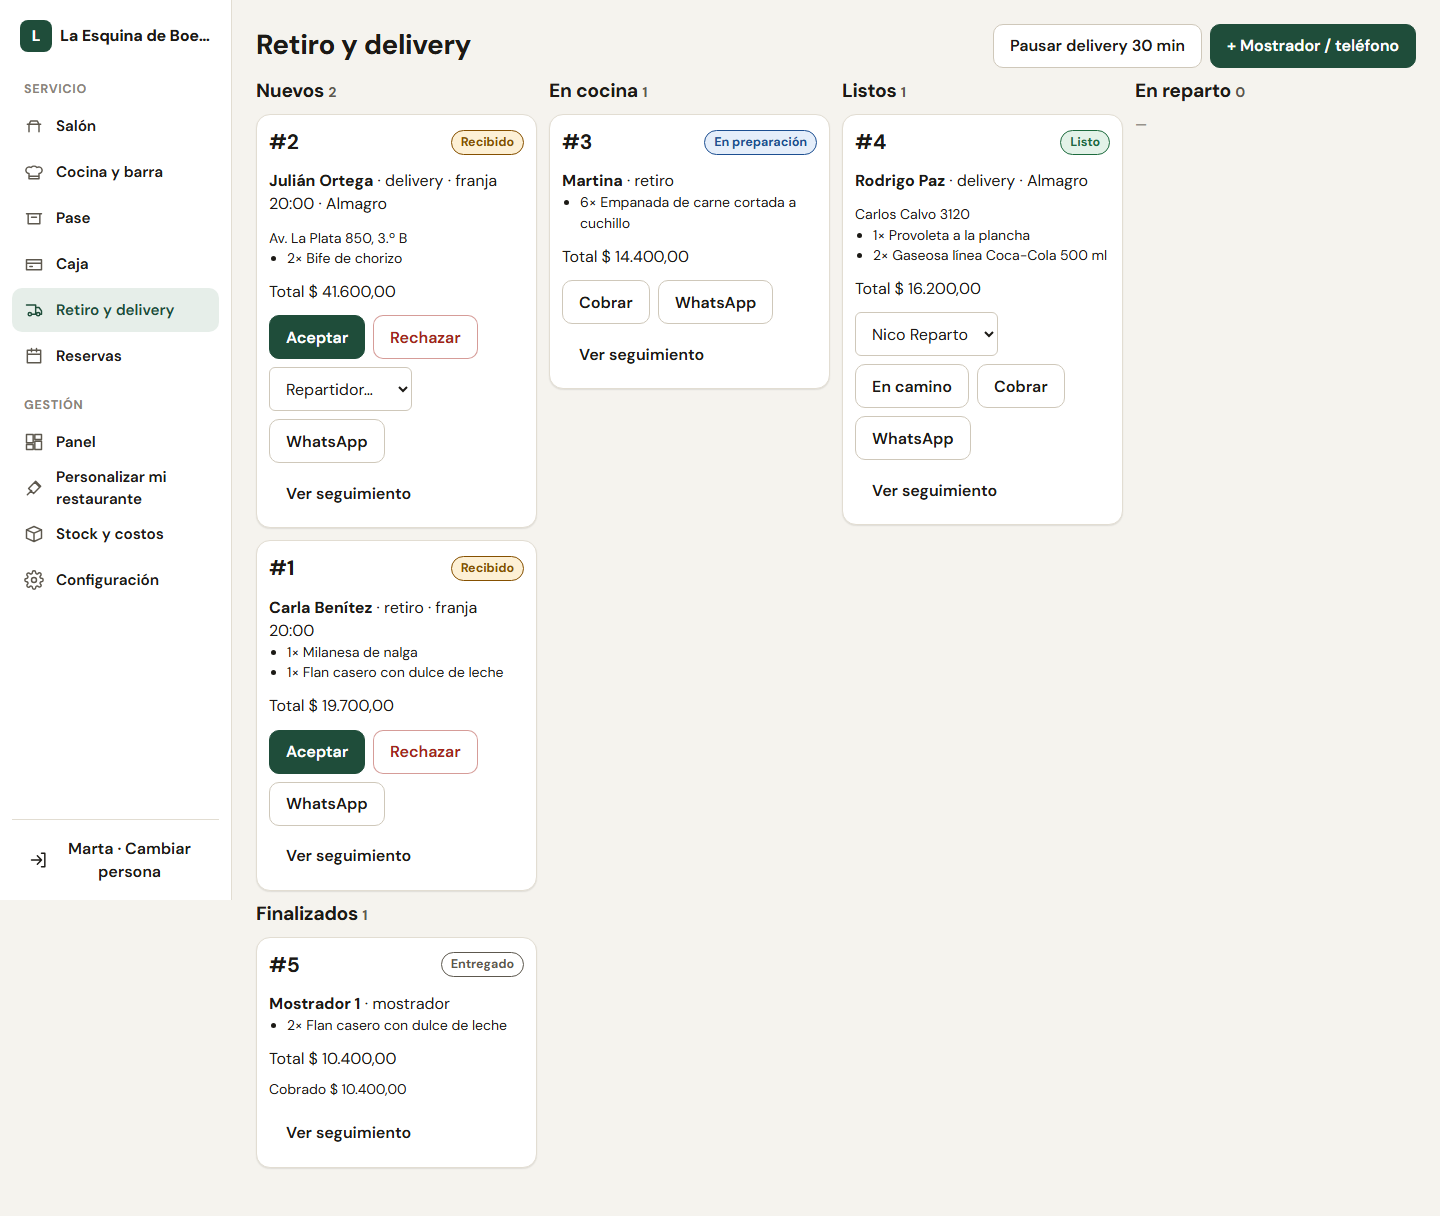 L La Esquina de Boe...
SERVICIO
Salón
Cocina y barra
Pase
Caja
Retiro y delivery
Reservas
GESTIÓN
Panel
Personalizar mi
restaurante
Stock y costos
Configuración
Marta · Cambiar
persona
Retiro y delivery
Pausar delivery 30 min
+ Mostrador / teléfono
Nuevos 2
#2 Recibido
Julián Ortega · delivery · franja
20:00 · Almagro
Av. La Plata 850, 3.º B
• 2× Bife de chorizo
Total $ 41.600,00
Aceptar Rechazar
Repartidor...
WhatsApp
Ver seguimiento
#1 Recibido
Carla Benítez · retiro · franja
20:00
• 1× Milanesa de nalga
• 1× Flan casero con dulce de leche
Total $ 19.700,00
Aceptar Rechazar
WhatsApp
Ver seguimiento
En cocina 1
#3 En preparación
Martina · retiro
• 6× Empanada de carne cortada a
cuchillo
Total $ 14.400,00
Cobrar WhatsApp
Ver seguimiento
Listos 1
#4 Listo
Rodrigo Paz · delivery · Almagro
Carlos Calvo 3120
• 1× Provoleta a la plancha
• 2× Gaseosa línea Coca-Cola 500 ml
Total $ 16.200,00
Nico Reparto
En camino Cobrar
WhatsApp
Ver seguimiento
En reparto 0
—
Finalizados 1
#5 Entregado
Mostrador 1 · mostrador
• 2× Flan casero con dulce de leche
Total $ 10.400,00
Cobrado $ 10.400,00
Ver seguimiento